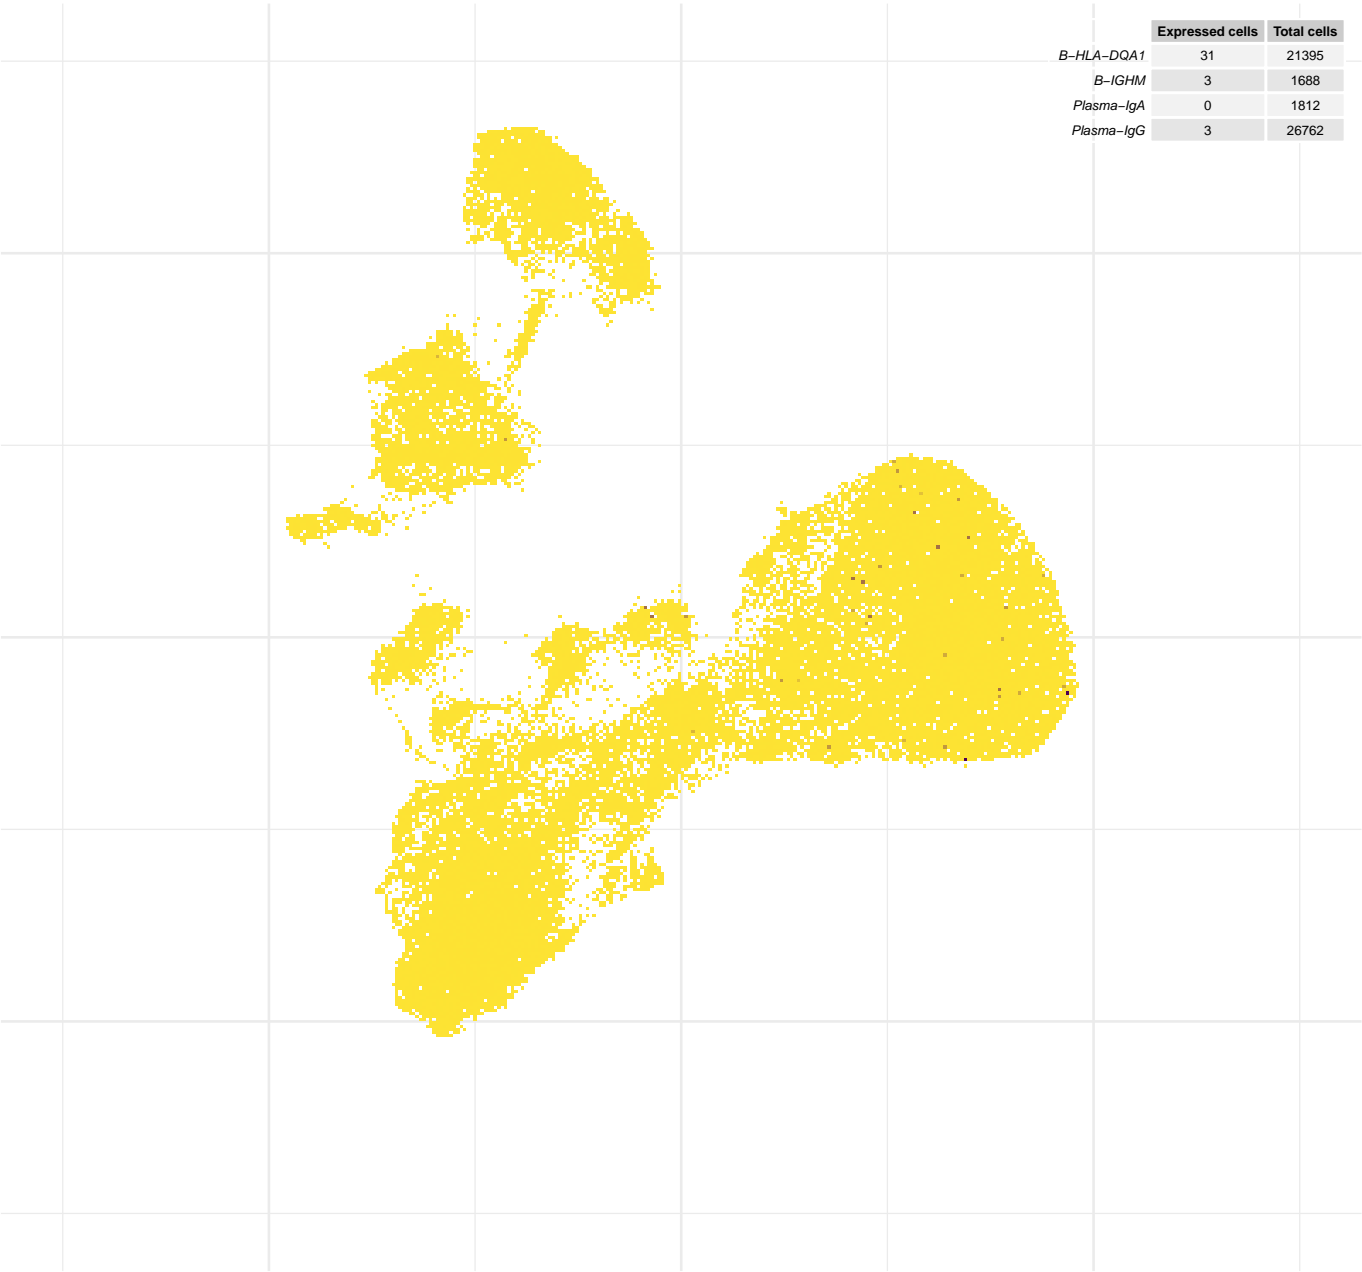 Expressed cells Total cells
B−HLA−DQA1 31 21395
B−IGHM 3 1688
Plasma−IgA 0 1812
Plasma−IgG 3 26762